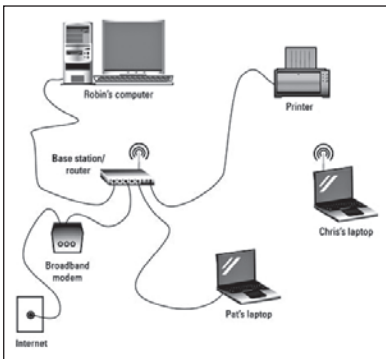 Robin's computer
Printer
Base station/
router
Chris's laptop
Broadband
modem
Pat's laptop
Internet